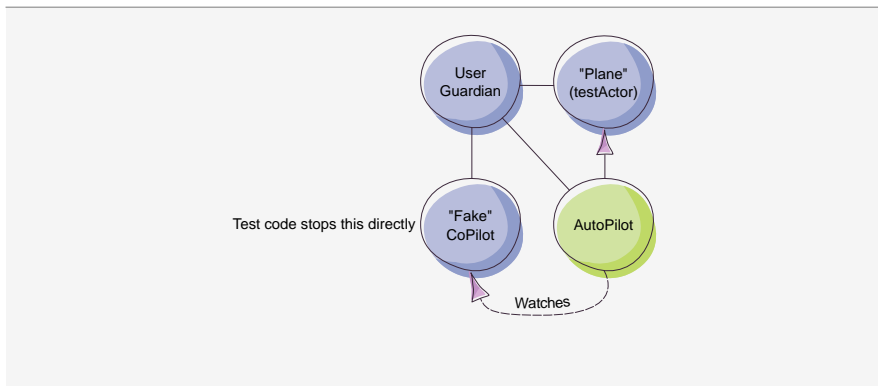 User
Guardian
"Plane"
(testActor)
Test code stops this directly
"Fake"
CoPilot
AutoPilot
Watches